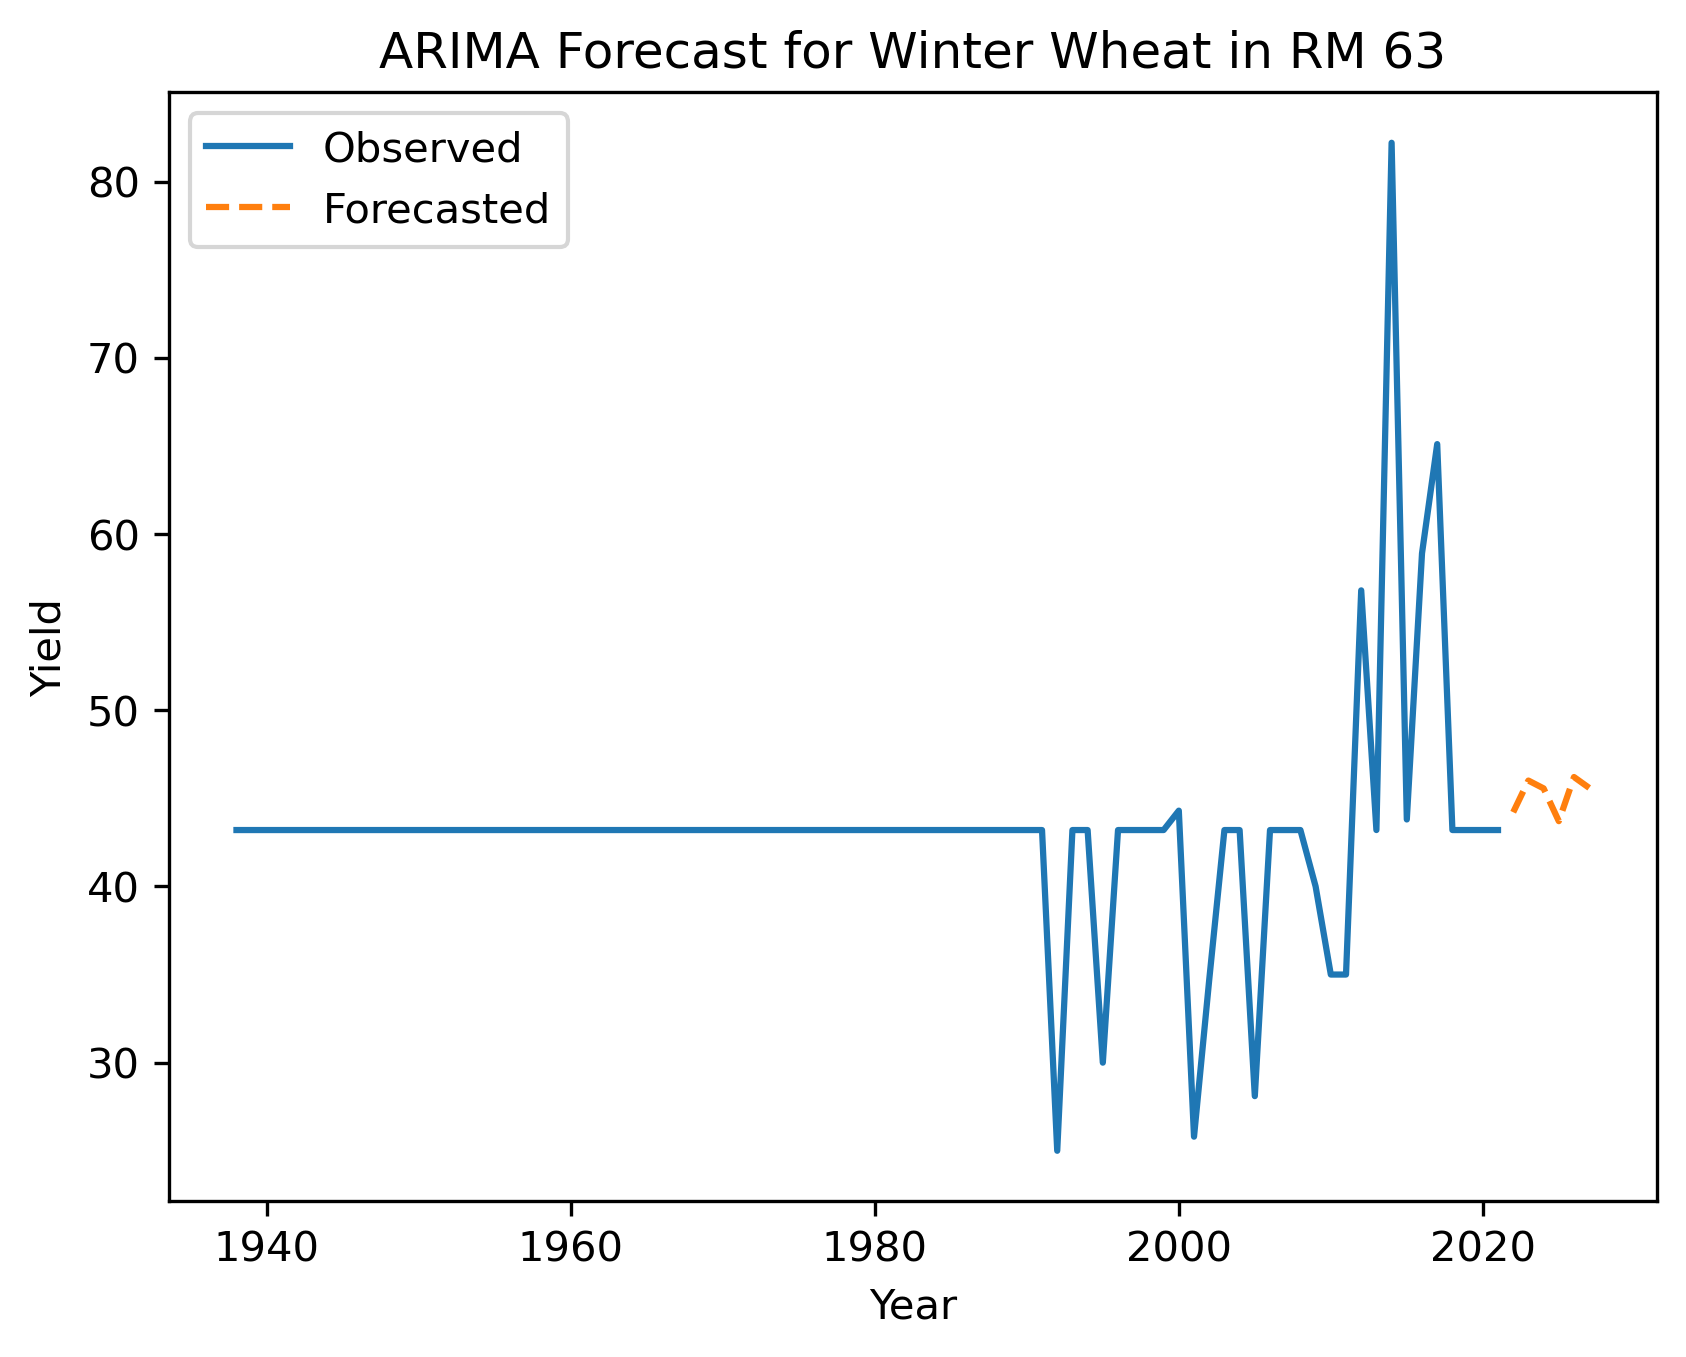 ARIMA Forecast for Winter Wheat in RM 63
Observed
Forecasted
80
70
60
50
40
30
Yield
1940 1960 1980 2000 2020
Year